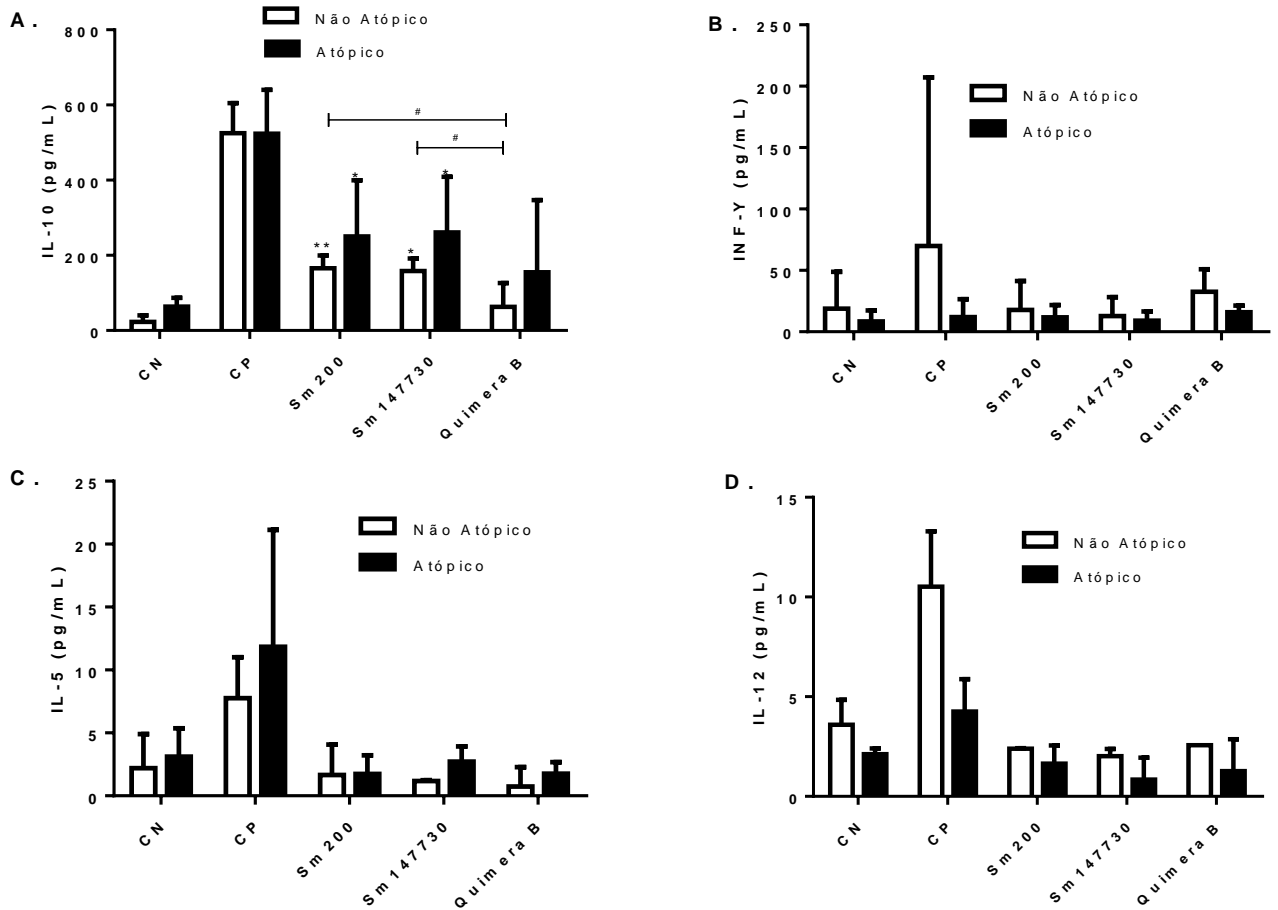 A.
Não Atópico
Atópico
IL-10 (pg/mL)
800
600
400
200
0
#
#
**
*
*
*
CN
CP
Sm200
Sm147730
Quimera B
B.
Não Atópico
Atópico
INF-Y (pg/mL)
250
200
150
100
50
0
CN
CP
Sm200
Sm147730
Quimera B
C.
Não Atópico
Atópico
IL-5 (pg/mL)
25
20
15
10
5
0
CN
CP
Sm200
Sm147730
Quimera B
D.
Não Atópico
Atópico
IL-12 (pg/mL)
15
10
5
0
CN
CP
Sm200
Sm147730
Quimera B